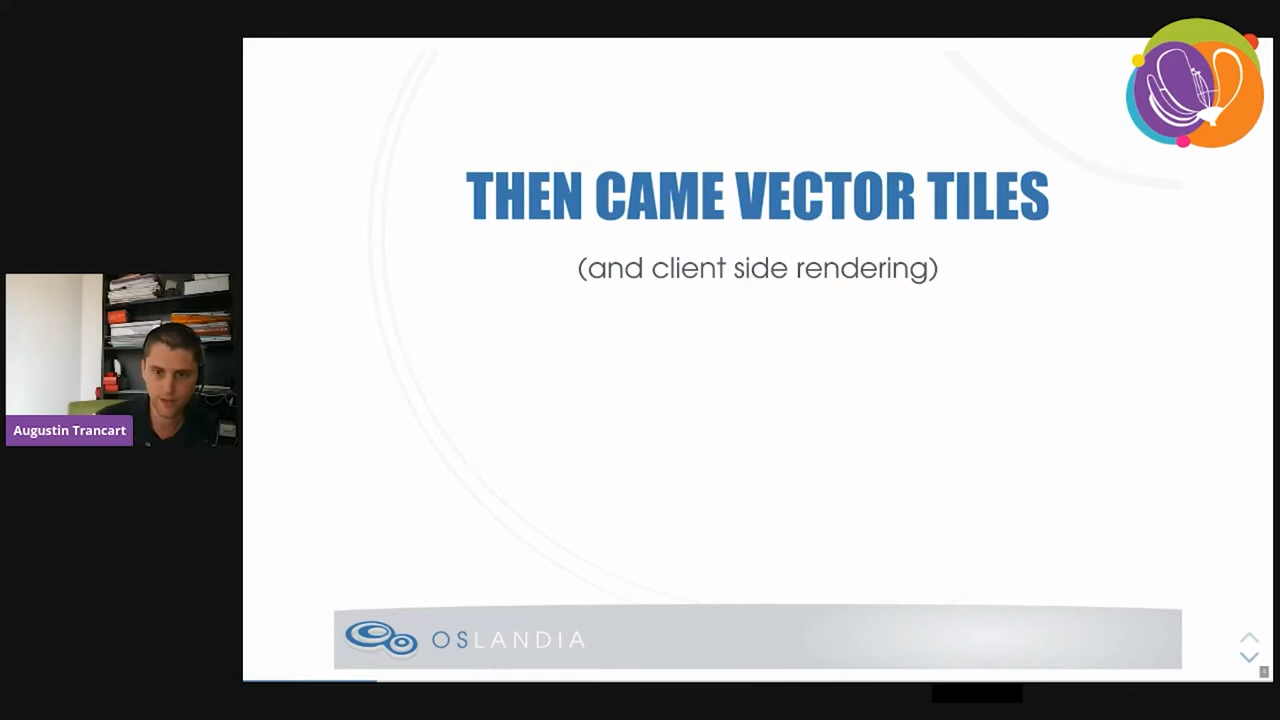 THEN CAME VECTOR TILES
(and client side rendering)
Augustin Trancart
OSLANDIA